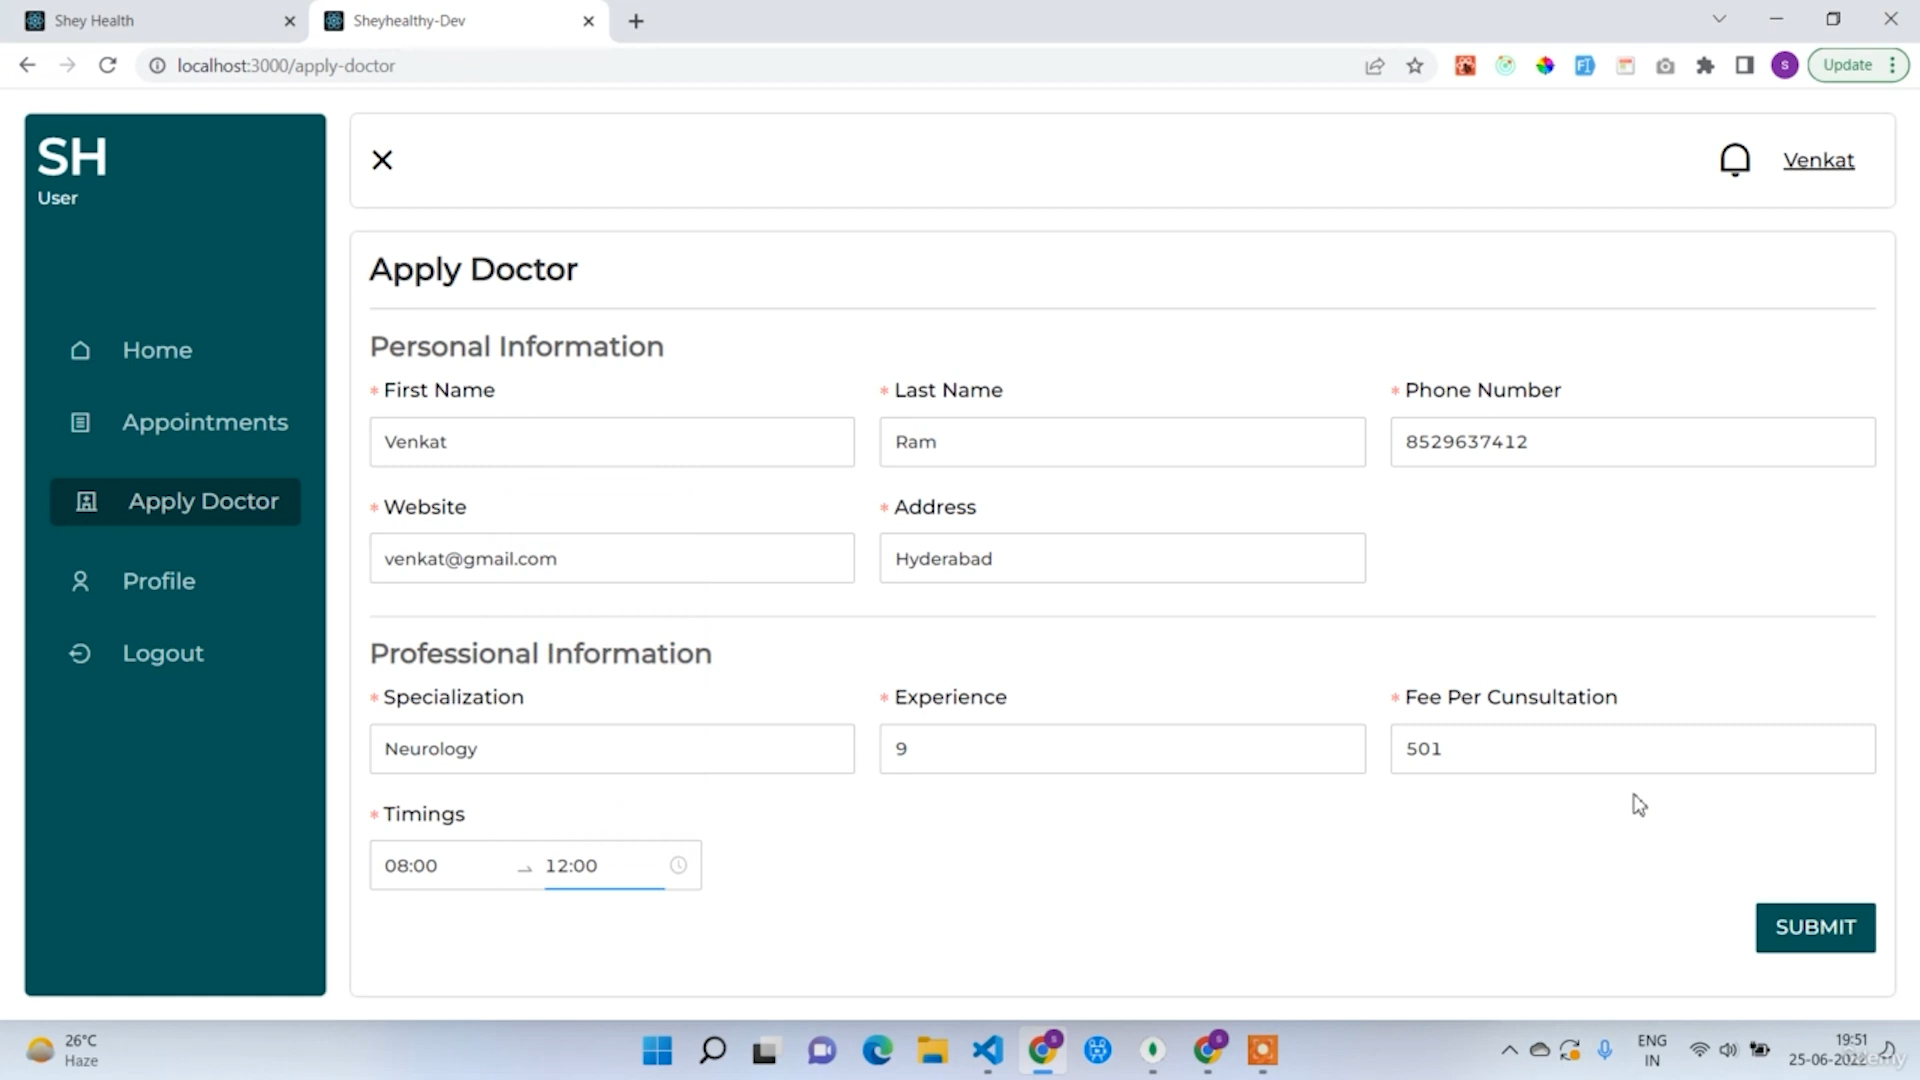 Shey Health
Sheyhealthy-Dev
localhost:3000/apply-doctor
Update
SH
User
Venkat
Home
Appointments
Apply Doctor
Profile
Logout
Apply Doctor
Personal Information
* First Name
* Last Name
* Phone Number
Venkat
Ram
8529637412
* Website
* Address
venkat@gmail.com
Hyderabad
Professional Information
* Specialization
* Experience
* Fee Per Cunsultation
Neurology
9
501
* Timings
08:00
12:00
SUBMIT
26°C
Haze
ENG
IN
19:51
25-06-2022